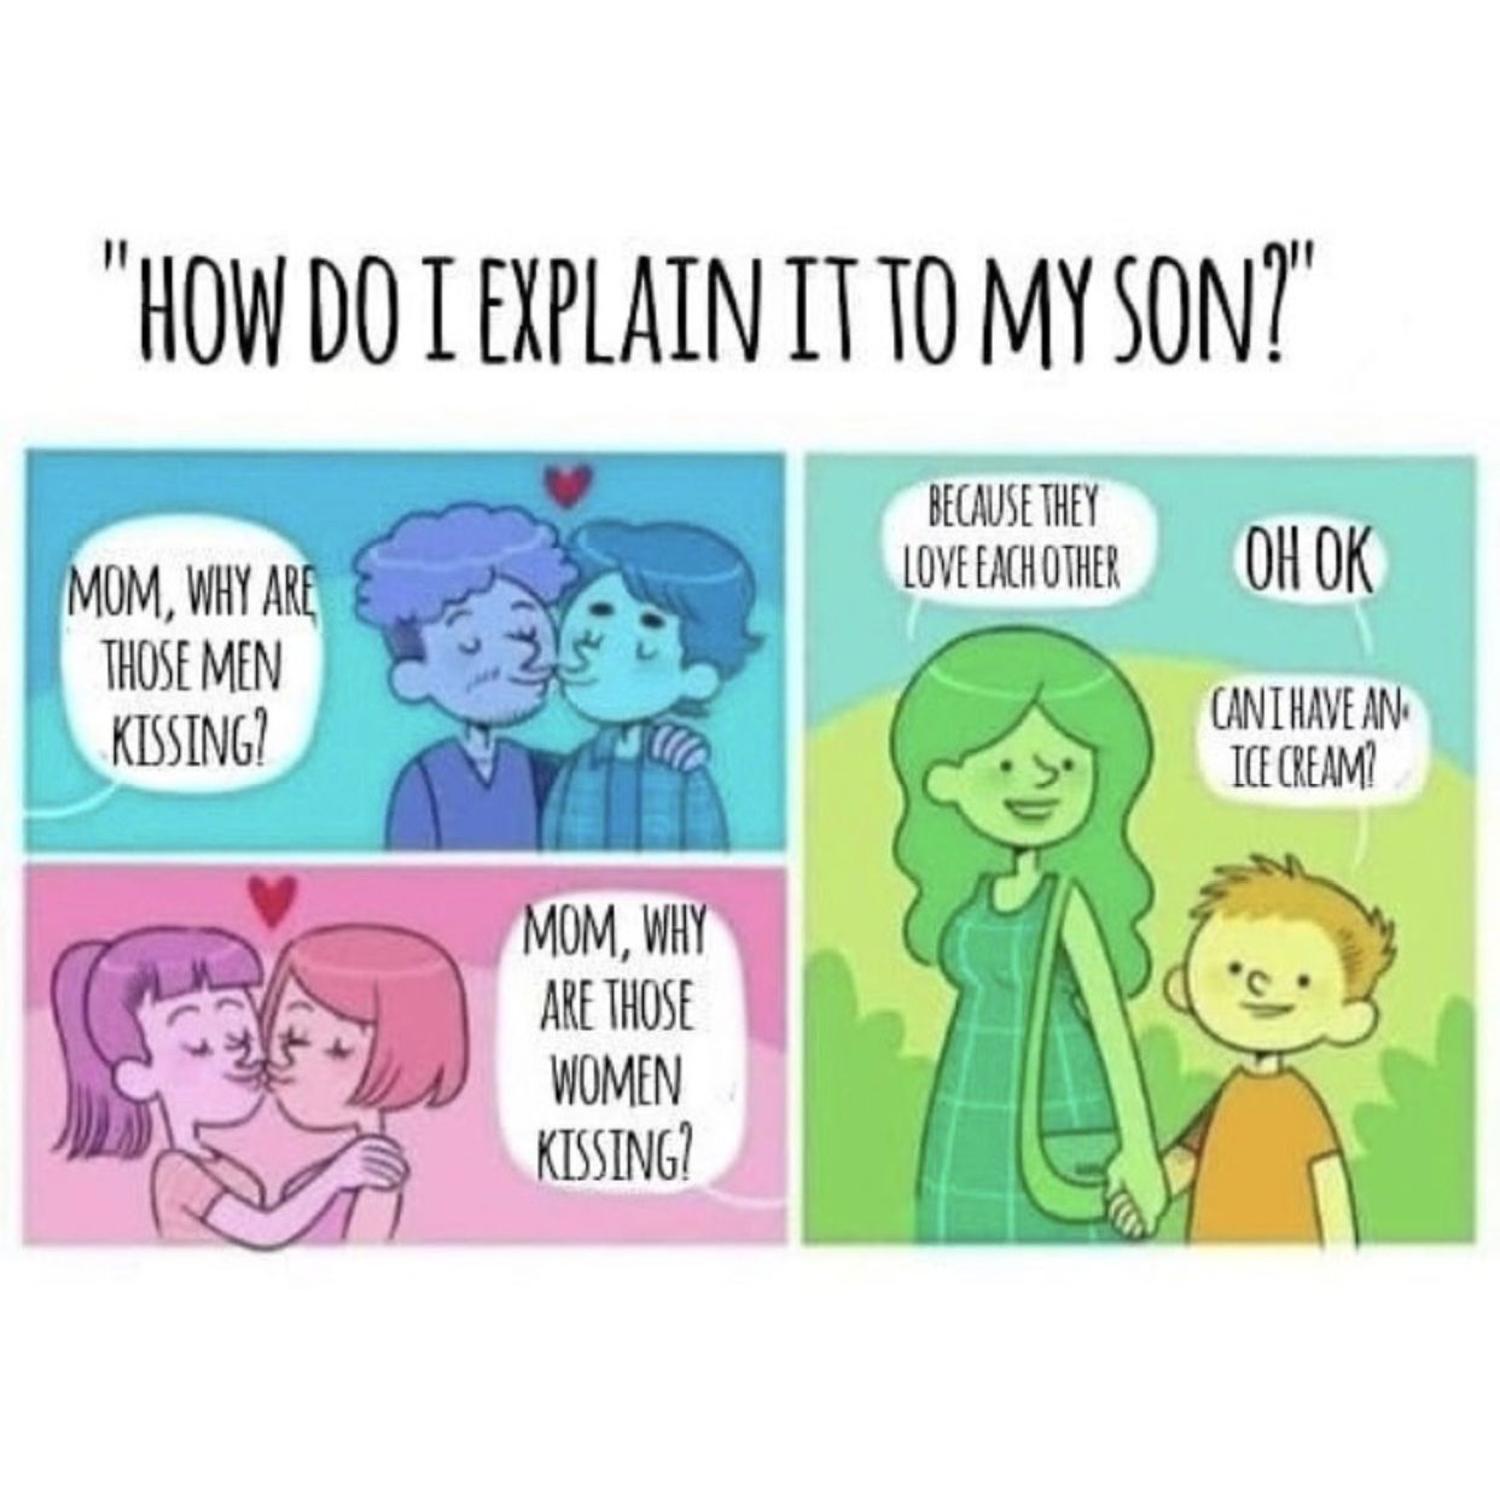 "HOW DO I EXPLAIN IT TO MY SON?"
MOM, WHY ARE
THOSE MEN
KISSING?
MOM, WHY
ARE THOSE
WOMEN
KISSING?
BECAUSE THEY
LOVE EACH OTHER
OH OK
CAN I HAVE AN
ICE CREAM?